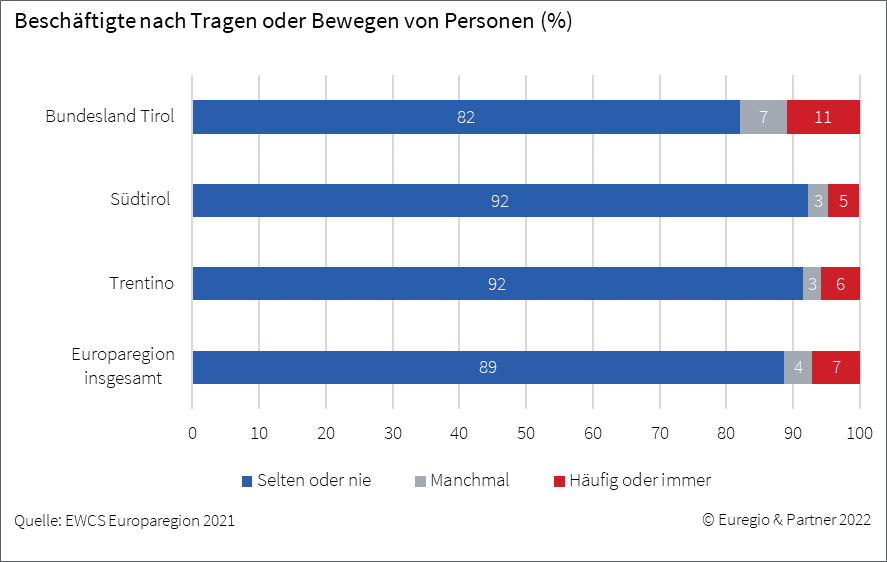 Beschäftigte nach Tragen oder Bewegen von Personen (%)
Bundesland Tirol
82 7 11
Südtirol
92 3 5
Trentino
92 3 6
Europaregion
insgesamt
89 4 7
0 10 20 30 40 50 60 70 80 90 100
Selten oder nie Manchmal Häufig oder immer
Quelle: EWCS Europaregion 2021
© Euregio & Partner 2022